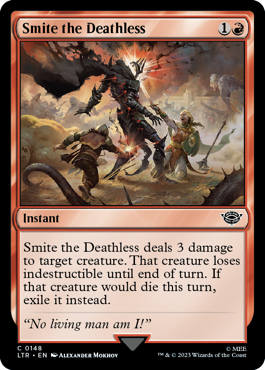 Smite the Deathless 1
Instant
Smite the Deathless deals 3 damage
to target creature. That creature loses
indestructible until end of turn. If
that creature would die this turn,
exile it instead.
"No living man am I!"
C 0148 © MEE
LTR • EN Alexander Mokhov ™ & © 2023 Wizards of the Coast